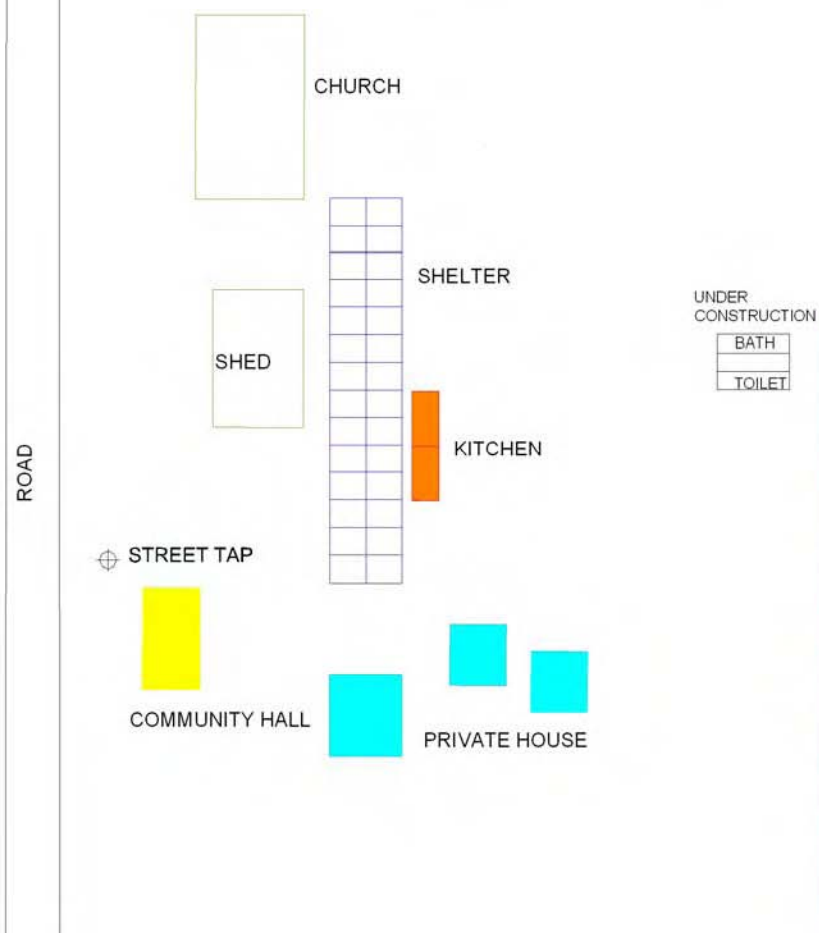 CHURCH
SHELTER
UNDER
CONSTRUCTION
BATH
SHED
TOILET
KITCHEN
ROAD
STREET TAP
COMMUNITY HALL
PRIVATE HOUSE